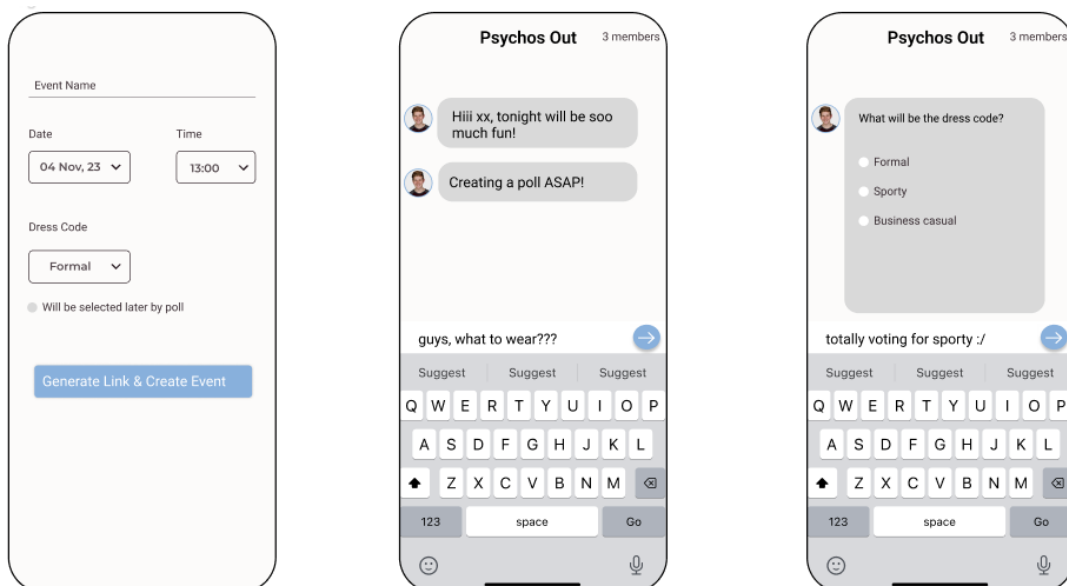 Event Name
Date
Time
04 Nov, 23
13:00
Dress Code
Formal
Will be selected later by poll
Generate Link & Create Event
Psychos Out
3 members
Hiii xx, tonight will be soo
much fun!
Creating a poll ASAP!
guys, what to wear???
Suggest
Suggest
Suggest
Q W E R T Y U I O P
A S D F G H J K L
Z X C V B N M
123
space
Go
Psychos Out
3 members
What will be the dress code?
Formal
Sporty
Business casual
totally voting for sporty :/
Suggest
Suggest
Suggest
Q W E R T Y U I O P
A S D F G H J K L
Z X C V B N M
123
space
Go